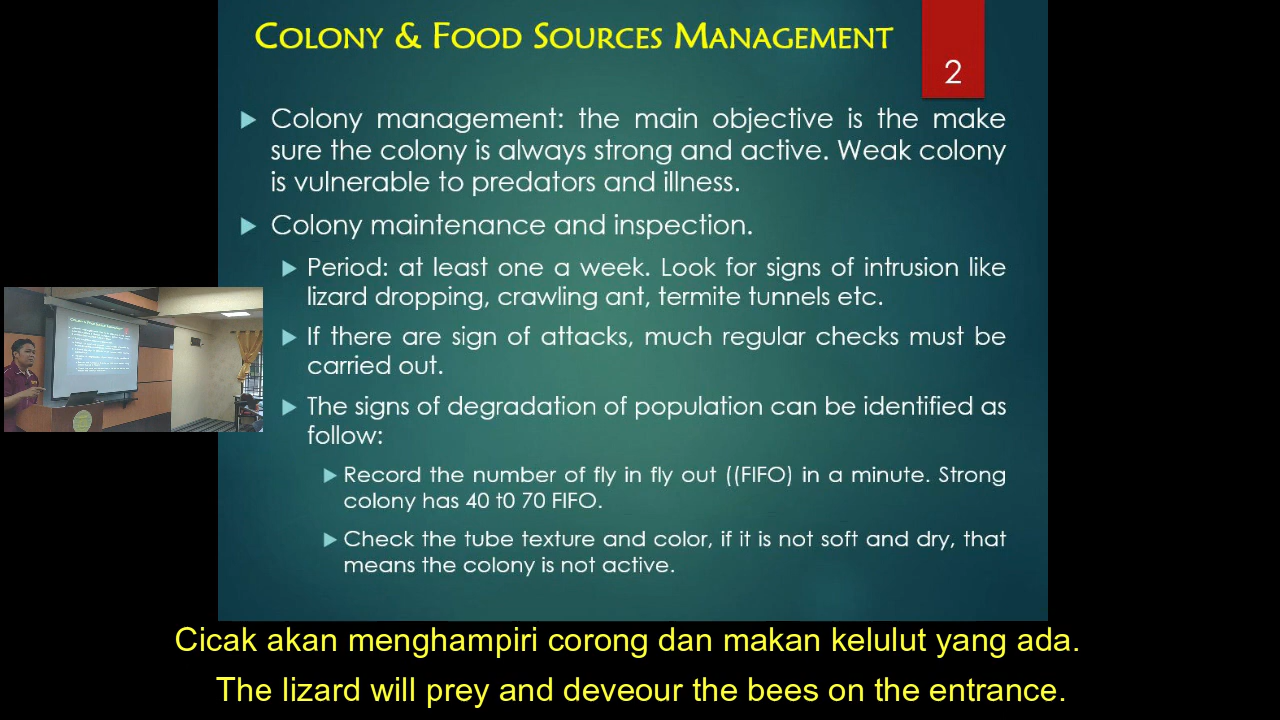 COLONY & FOOD SOURCES MANAGEMENT
2
Colony management: the main objective is the make
sure the colony is always strong and active. Weak colony
is vulnerable to predators and illness.
Colony maintenance and inspection.
Period: at least one a week. Look for signs of intrusion like
lizard dropping, crawling ant, termite tunnels etc.
If there are sign of attacks, much regular checks must be
carried out.
The signs of degradation of population can be identified as
follow:
Record the number of fly in fly out ((FIFO) in a minute. Strong
colony has 40 t0 70 FIFO.
Check the tube texture and color, if it is not soft and dry, that
means the colony is not active.
Cicak akan menghampiri corong dan makan kelulut yang ada.
The lizard will prey and deveour the bees on the entrance.